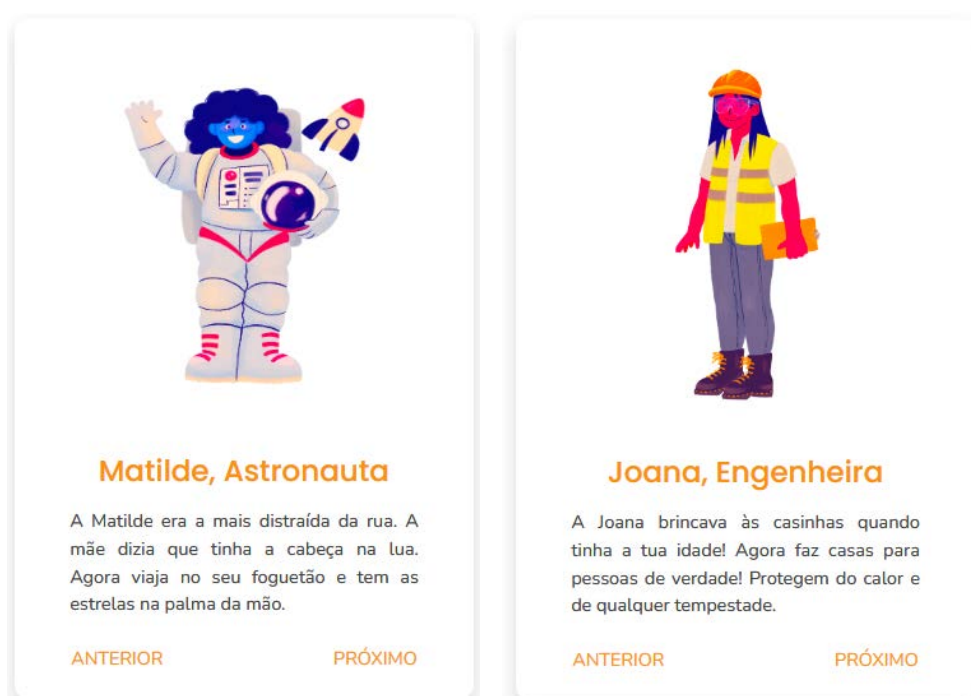 Matilde, Astronauta
A Matilde era a mais distraída da rua. A
mãe dizia que tinha a cabeça na lua.
Agora viaja no seu foguetão e tem as
estrelas na palma da mão.
ANTERIOR
PRÓXIMO
Joana, Engenheira
A Joana brincava às casinhas quando
tinha a tua idade! Agora faz casas para
pessoas de verdade! Protegem do calor e
de qualquer tempestade.
ANTERIOR
PRÓXIMO